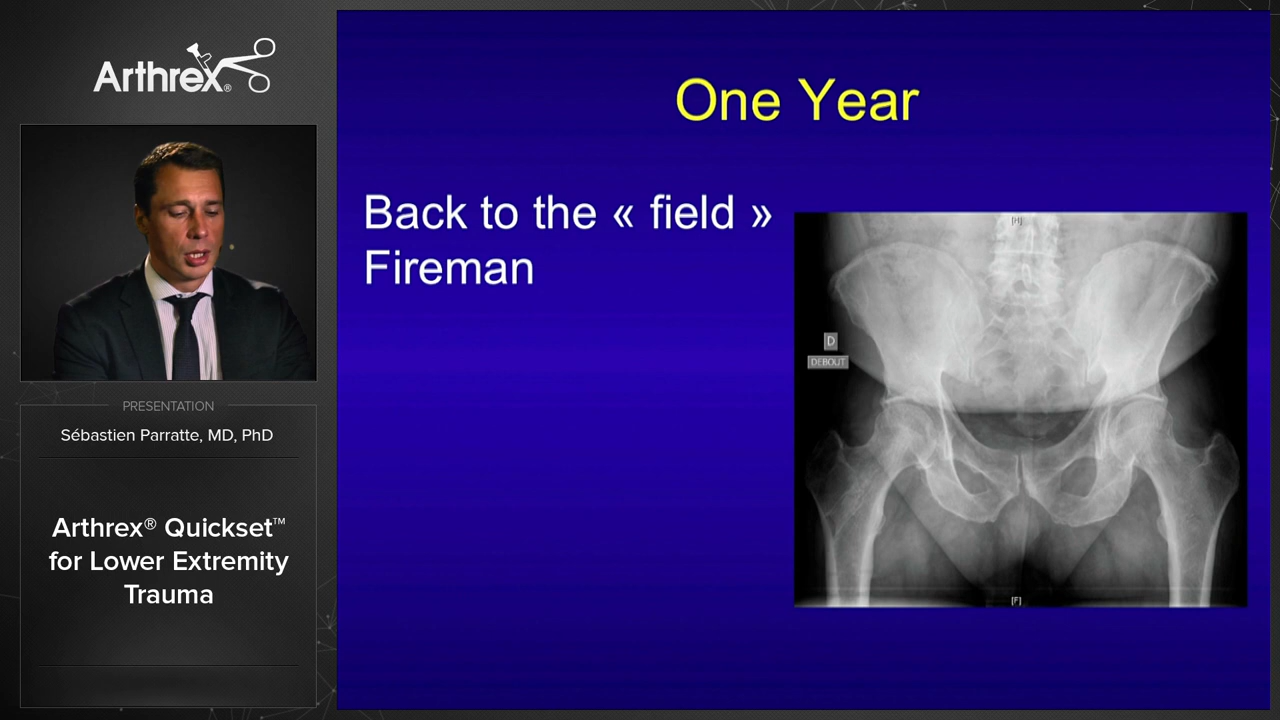 Arthrex®
PRESENTATION
Sébastien Parratte, MD, PhD
Arthrex® Quickset™
for Lower Extremity
Trauma
One Year
Back to the « field »
Fireman
[H]
D
DEBOUT
[F]